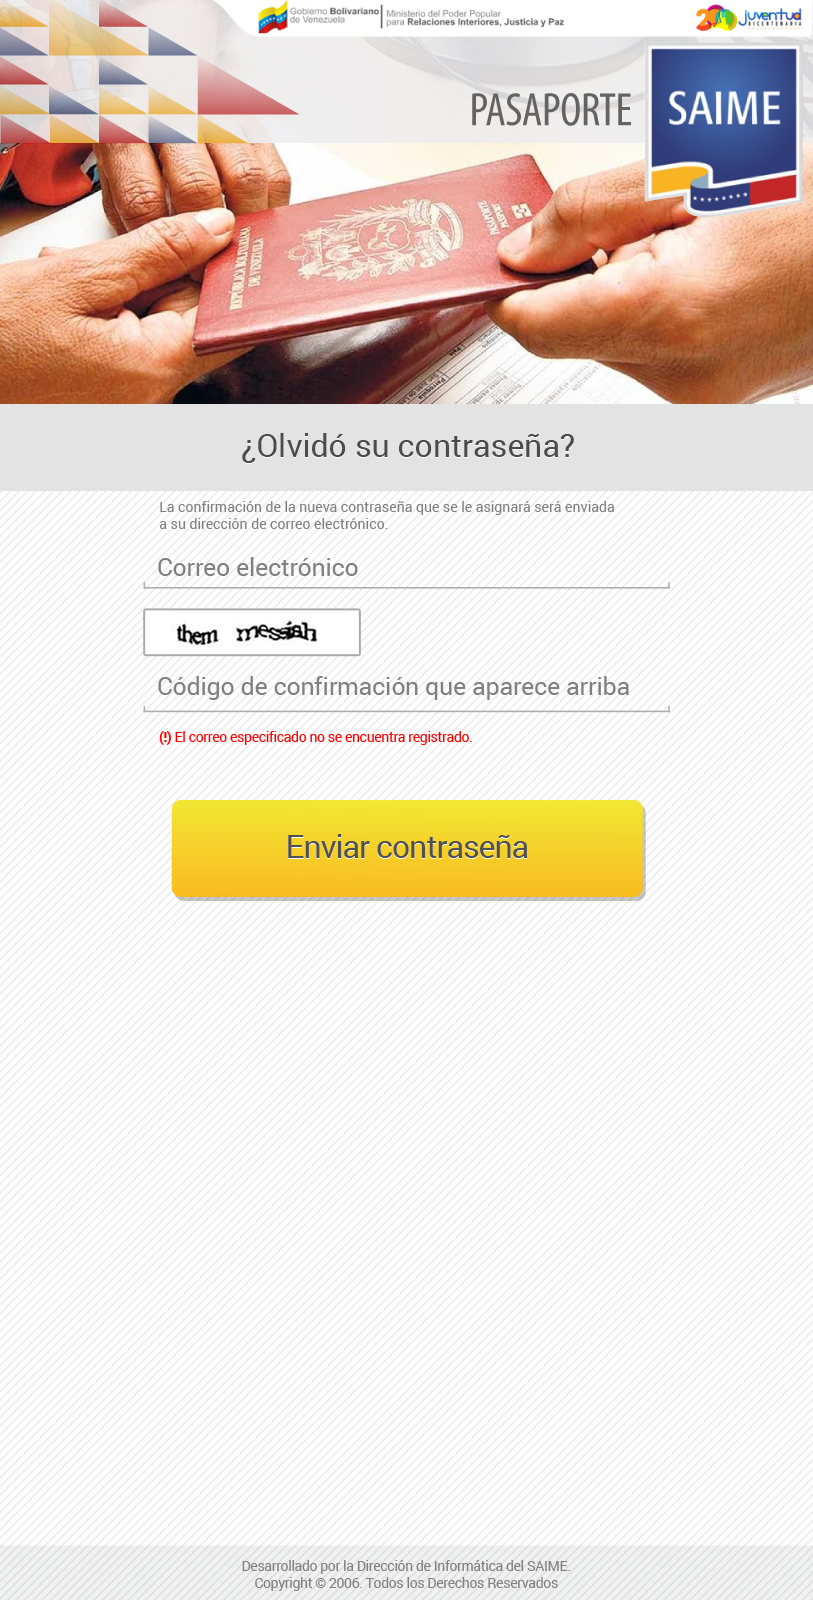 Gobierno Bolivariano
de Venezuela
Ministerio del Poder Popular
para Relaciones Interiores, Justicia y Paz
200 juventud
BICENTENARIA
PASAPORTE
SAIME
REPÚBLICA BOLIVARIANA
DE VENEZUELA
PASAPORTE
PASSPORT
¿Olvidó su contraseña?
La confirmación de la nueva contraseña que se le asignará será enviada
a su dirección de correo electrónico.
Correo electrónico
them messiah
Código de confirmación que aparece arriba
(!) El correo especificado no se encuentra registrado.
Enviar contraseña
Desarrollado por la Dirección de Informática del SAIME.
Copyright © 2006. Todos los Derechos Reservados